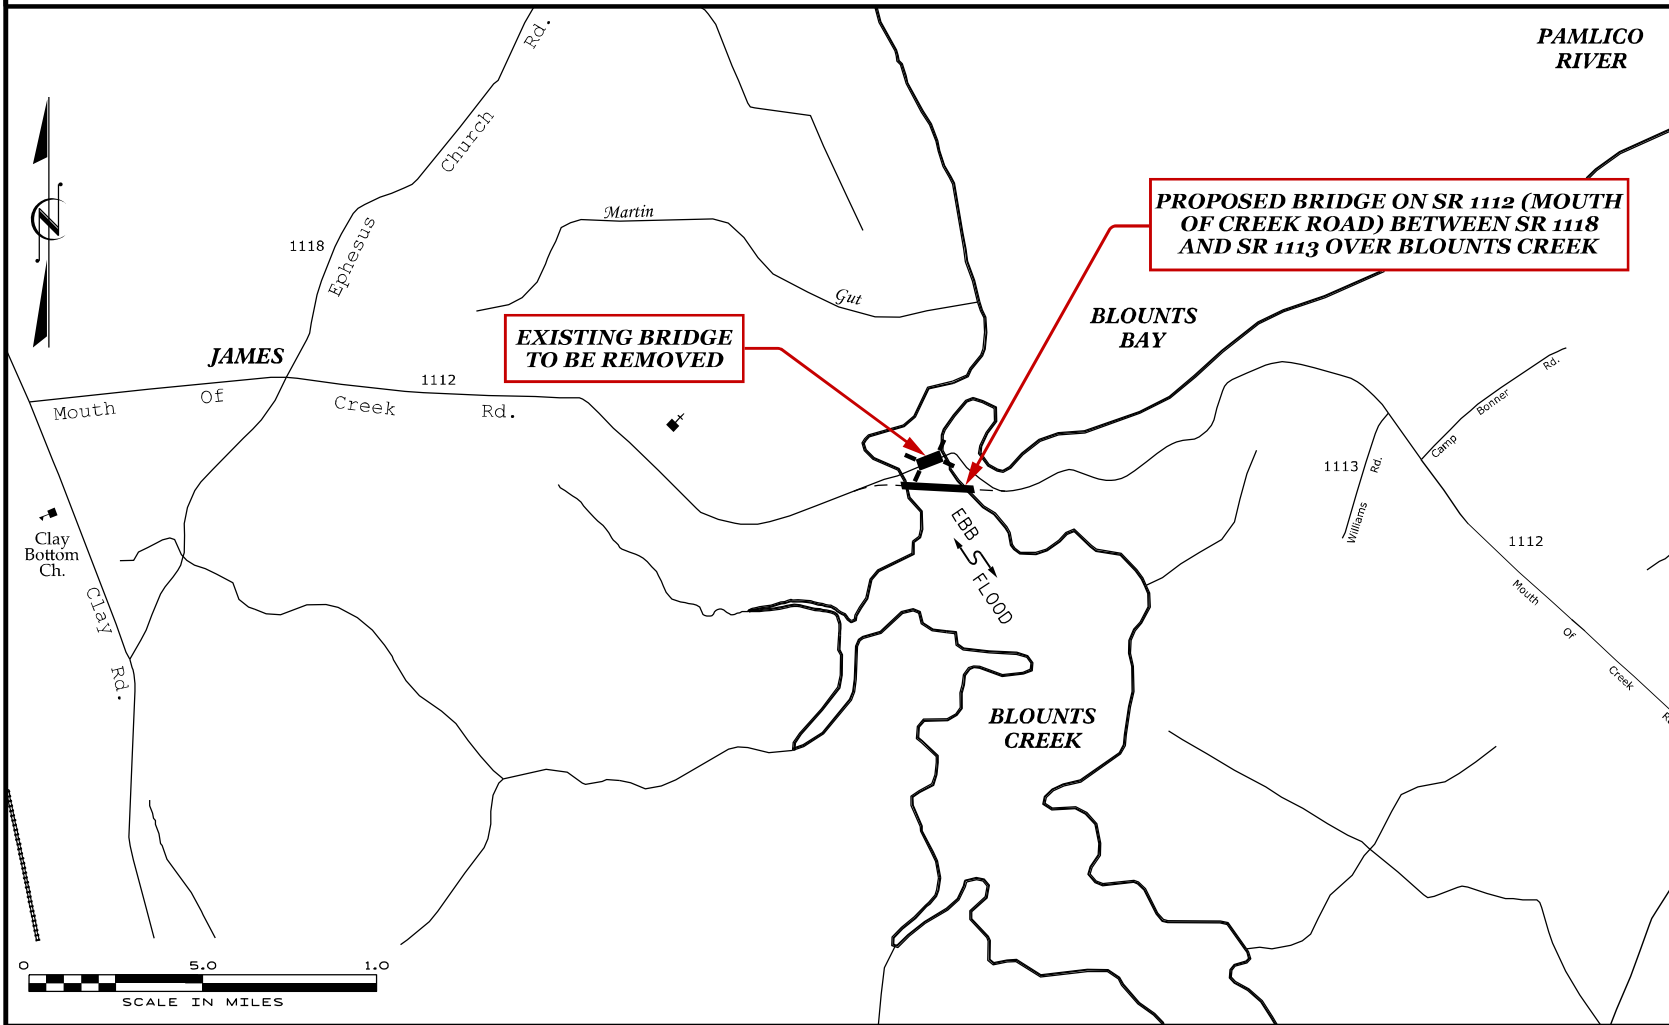 PAMLICO
RIVER
PROPOSED BRIDGE ON SR 1112 (MOUTH
OF CREEK ROAD) BETWEEN SR 1118
AND SR 1113 OVER BLOUNTS CREEK
Ephesus Church Rd.
1118
Martin Gut
N
EXISTING BRIDGE
TO BE REMOVED
BLOUNTS
BAY
JAMES
1112
Mouth Of Creek Rd.
Camp Bonner Rd.
1113
Williams Rd.
Clay
Bottom
Ch.
Clay Rd.
EBB
FLOOD
1112
Mouth Of Creek
BLOUNTS
CREEK
0 5.0 1.0
SCALE IN MILES